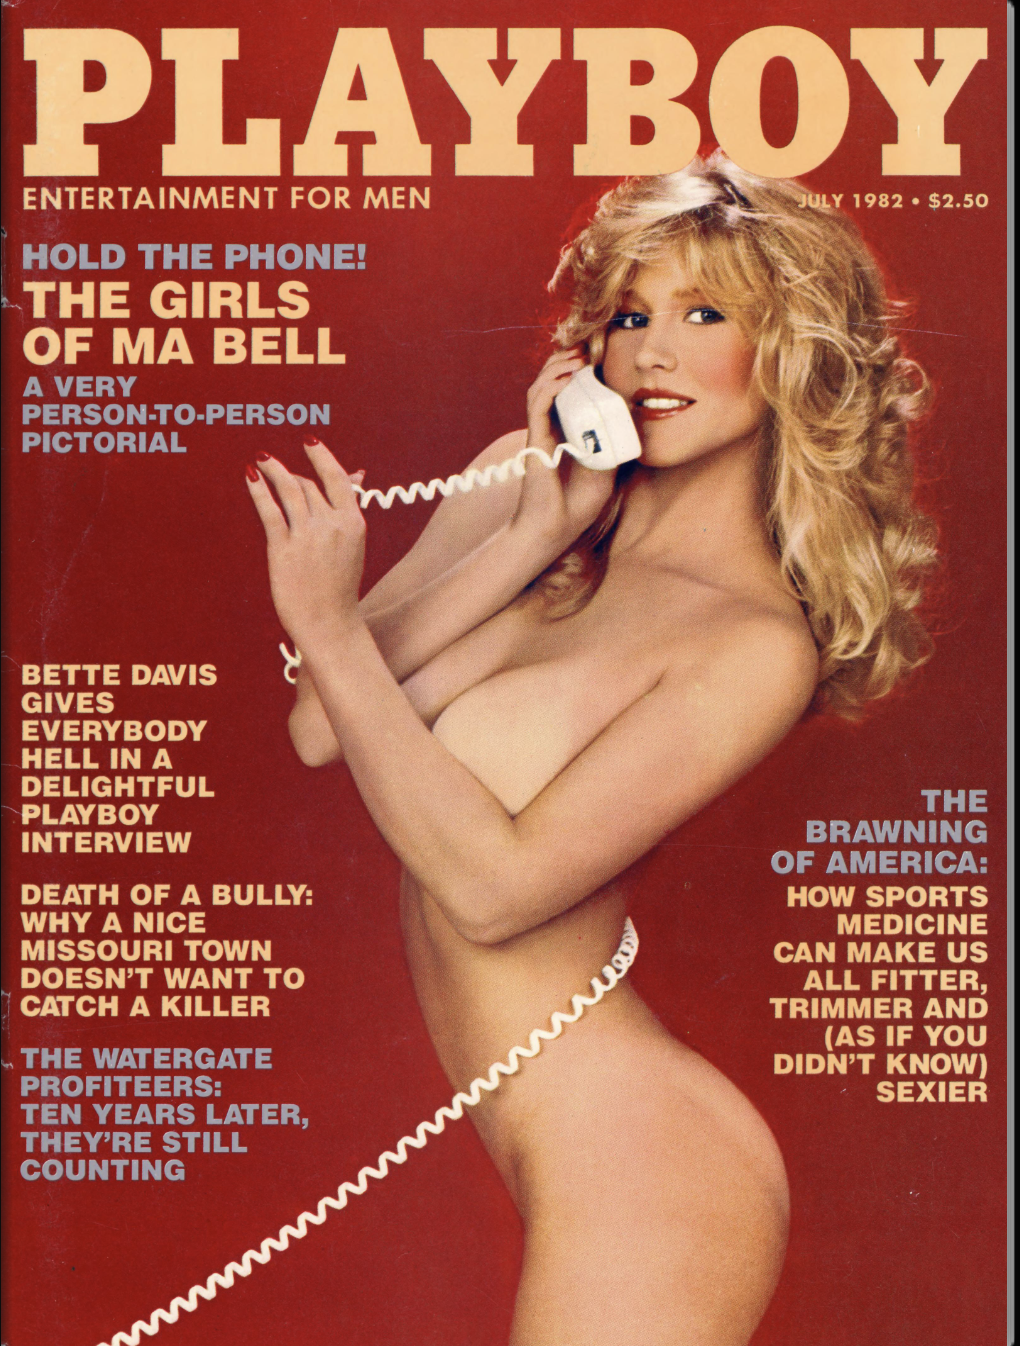 PLAYBOY
ENTERTAINMENT FOR MEN
JULY 1982 • $2.50
HOLD THE PHONE!
THE GIRLS
OF MA BELL
A VERY
PERSON-TO-PERSON
PICTORIAL
BETTE DAVIS
GIVES
EVERYBODY
HELL IN A
DELIGHTFUL
PLAYBOY
INTERVIEW
DEATH OF A BULLY:
WHY A NICE
MISSOURI TOWN
DOESN'T WANT TO
CATCH A KILLER
THE WATERGATE
PROFITEERS:
TEN YEARS LATER,
THEY'RE STILL
COUNTING
THE
BRAWNING
OF AMERICA:
HOW SPORTS
MEDICINE
CAN MAKE US
ALL FITTER,
TRIMMER AND
(AS IF YOU
DIDN'T KNOW)
SEXIER